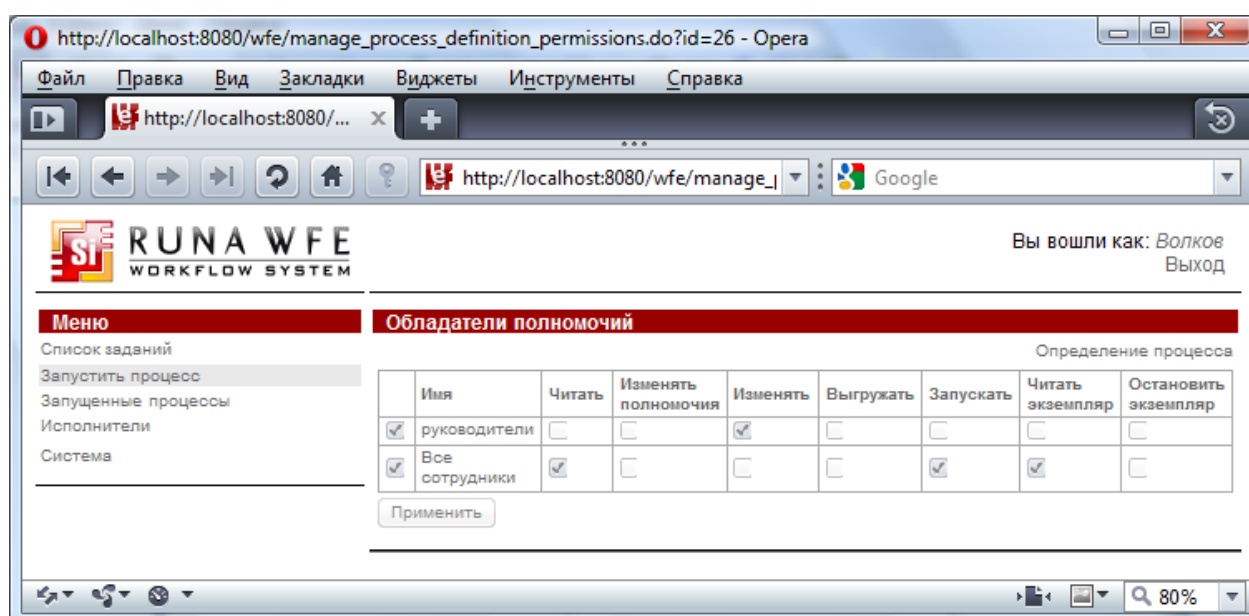 http://localhost:8080/wfe/manage_process_definition_permissions.do?id=26 - Opera
Файл Правка Вид Закладки Виджеты Инструменты Справка
http://localhost:8080/...
http://localhost:8080/wfe/manage_ Google
Si RUNA WFE
WORKFLOW SYSTEM
Вы вошли как: Волков
Выход
Меню
Список заданий
Запустить процесс
Запущенные процессы
Исполнители
Система
Обладатели полномочий
Определение процесса
Имя Читать Изменять полномочия Изменять Выгружать Запускать Читать экземпляр Остановить экземпляр
руководители
Все сотрудники
Применить
80%